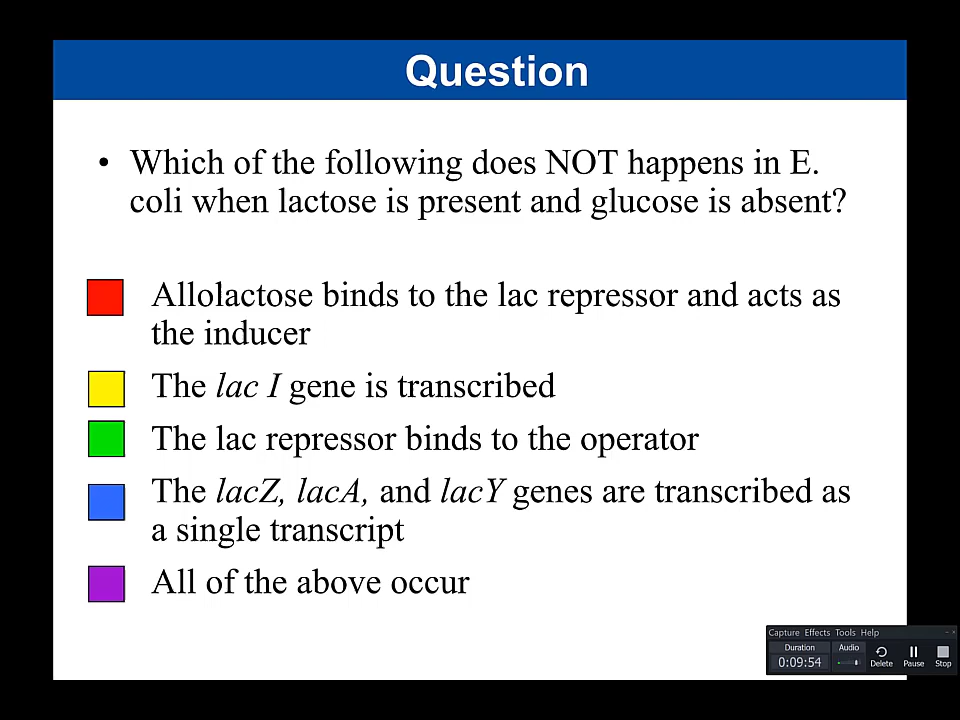 Question
• Which of the following does NOT happens in E.
coli when lactose is present and glucose is absent?
Allolactose binds to the lac repressor and acts as
the inducer
The lac I gene is transcribed
The lac repressor binds to the operator
The lacZ, lacA, and lacY genes are transcribed as
a single transcript
All of the above occur
Capture Effects Tools Help
Duration Audio
0:09:54 Delete Pause Stop